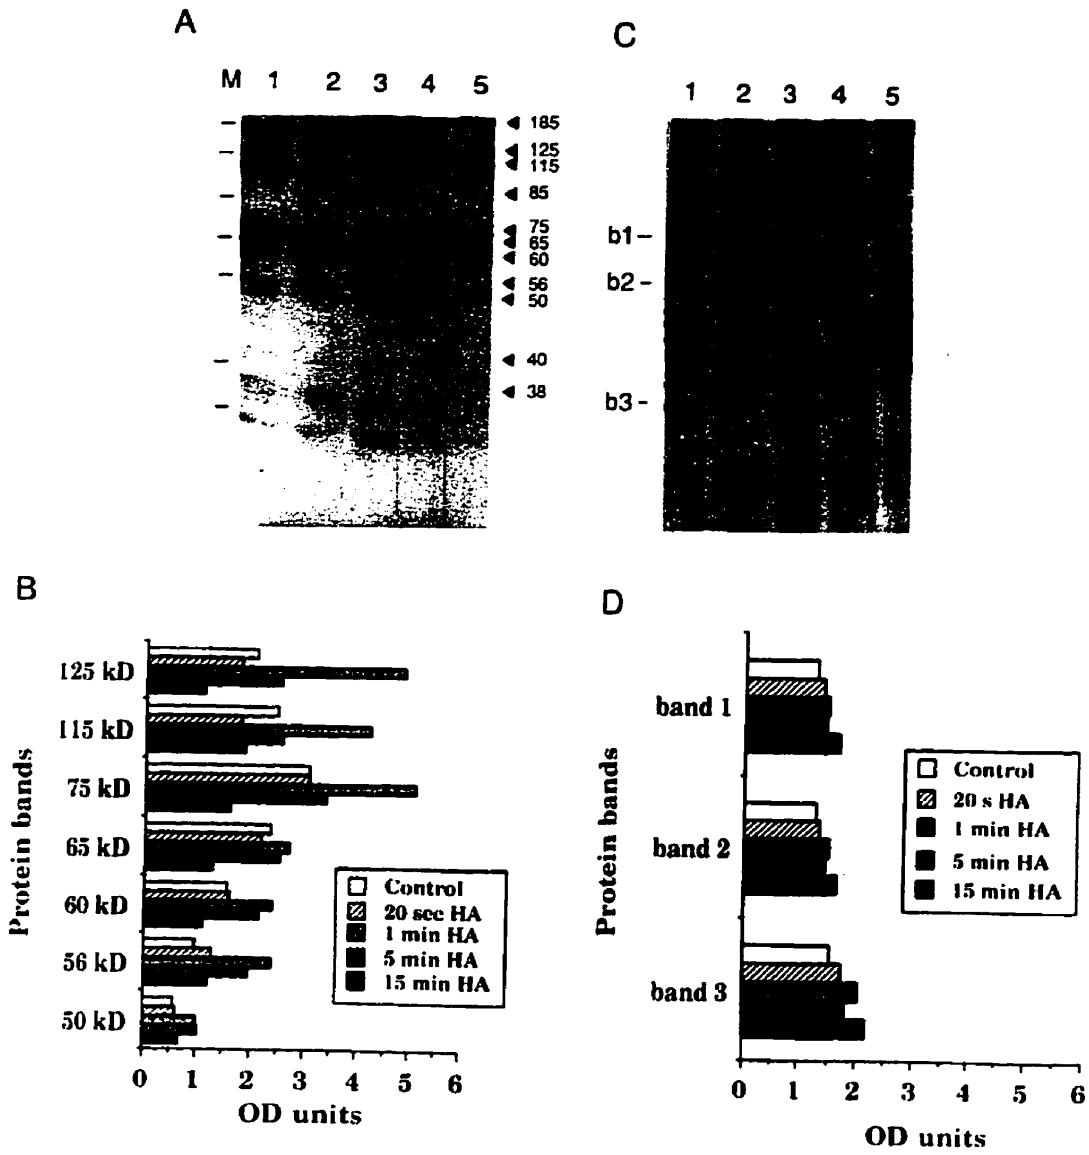 A
M 1 2 3 4 5
185
125
115
85
75
65
60
56
50
40
38
C
1 2 3 4 5
b1
b2
b3
B
Protein bands
125 kD
115 kD
75 kD
65 kD
60 kD
56 kD
50 kD
Control
20 sec HA
1 min HA
5 min HA
15 min HA
0 1 2 3 4 5 6
OD units
D
Protein bands
band 1
band 2
band 3
Control
20 s HA
1 min HA
5 min HA
15 min HA
0 1 2 3 4 5 6
OD units